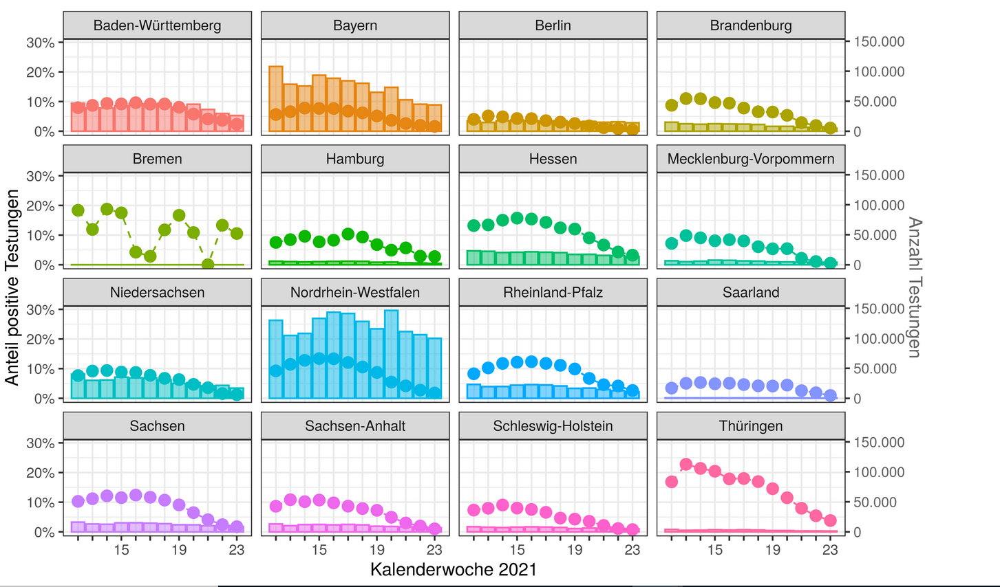 Baden-Württemberg Bayern Berlin Brandenburg
30% 150.000
20% 100.000
10% 50.000
0% 0
Bremen Hamburg Hessen Mecklenburg-Vorpommern
30% 150.000
20% 100.000
10% 50.000
0% 0
Niedersachsen Nordrhein-Westfalen Rheinland-Pfalz Saarland
30% 150.000
20% 100.000
10% 50.000
0% 0
Sachsen Sachsen-Anhalt Schleswig-Holstein Thüringen
30% 150.000
20% 100.000
10% 50.000
0% 0
15 19 23 15 19 23 15 19 23 15 19 23
Kalenderwoche 2021
Anteil positive Testungen
Anzahl Testungen